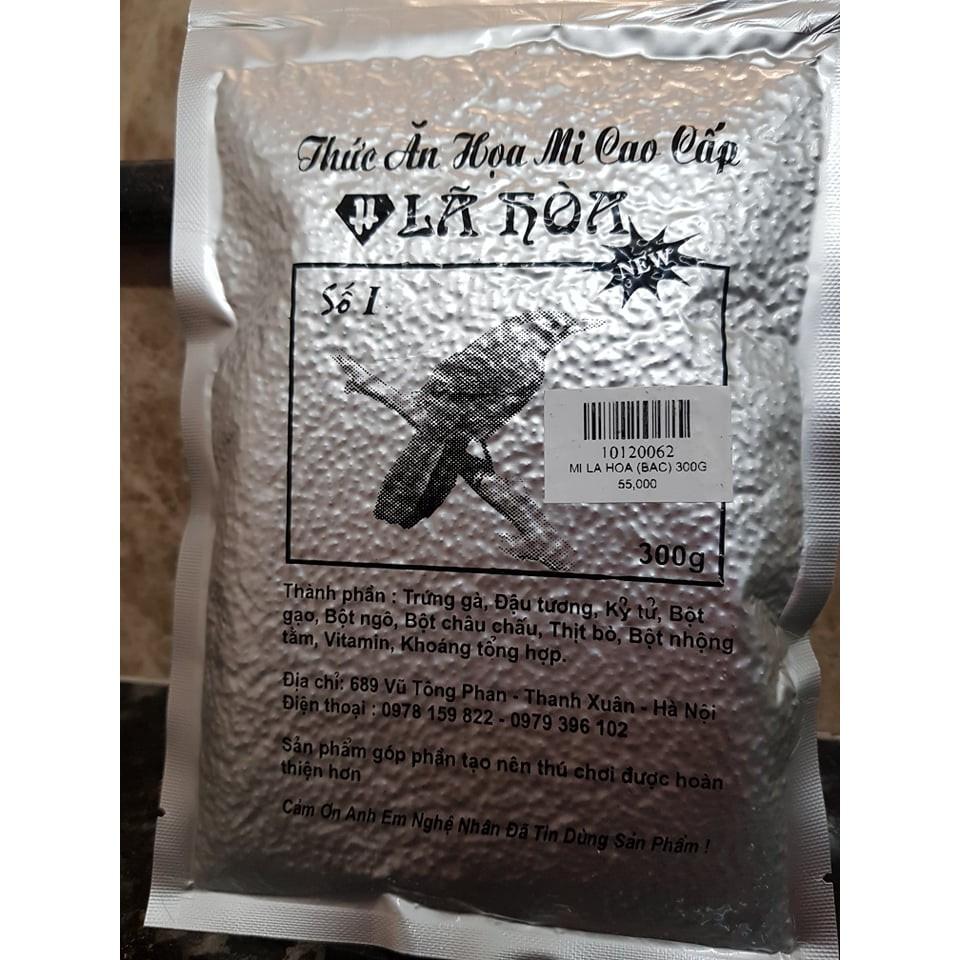 Thức Ăn Họa Mi Cao Cấp
LÃ HÒA
NEW
Số 1
10120062
MI LA HOA (BAC) 300G
55,000
300g
Thành phần : Trứng gà, Đậu tương, Kỷ tử, Bột
gạo, Bột ngô, Bột châu chấu, Thịt bò, Bột nhộng
tằm, Vitamin, Khoáng tổng hợp.
Địa chỉ: 689 Vũ Tông Phan - Thanh Xuân - Hà Nội
Điện thoại : 0978 159 822 - 0979 396 102
Sản phẩm góp phần tạo nên thú chơi được hoàn
thiện hơn
Cảm Ơn Anh Em Nghệ Nhân Đã Tin Dùng Sản Phẩm !